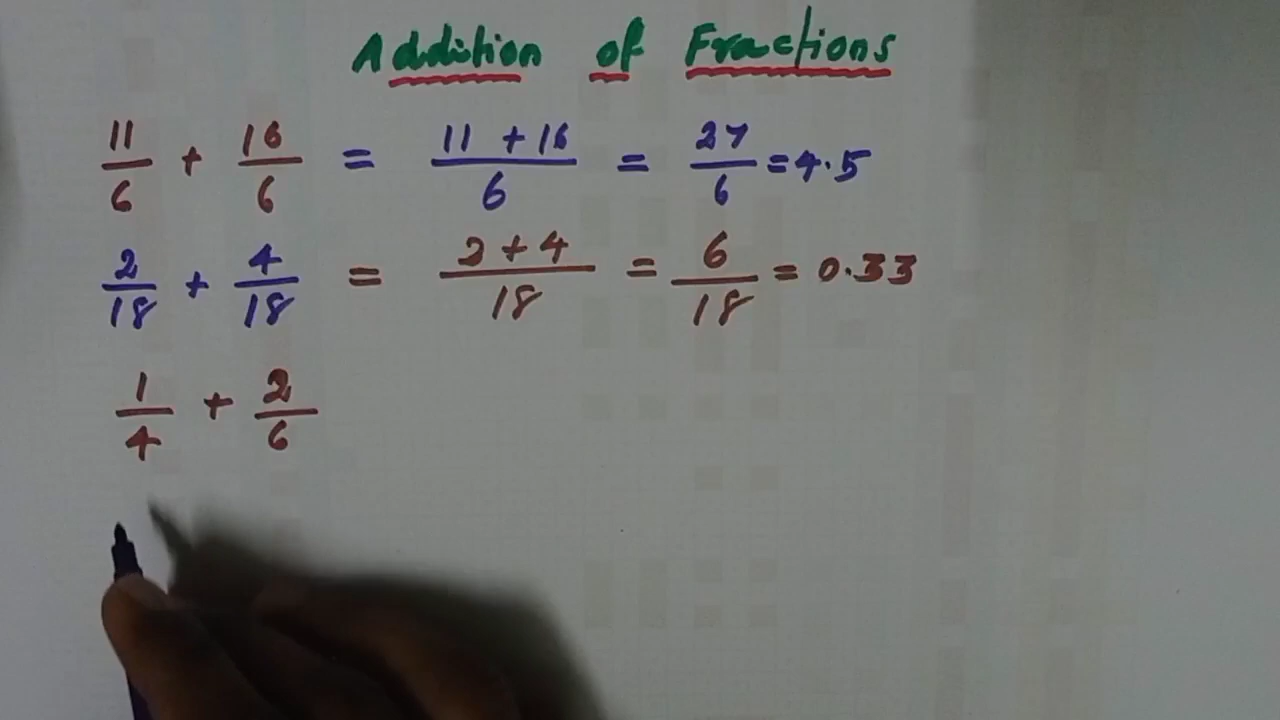 Addition of Fractions
11/6 + 16/6 = 11 + 16/6 = 27/6 = 4.5
2/18 + 4/18 = 2 + 4/18 = 6/18 = 0.33
1/4 + 2/6